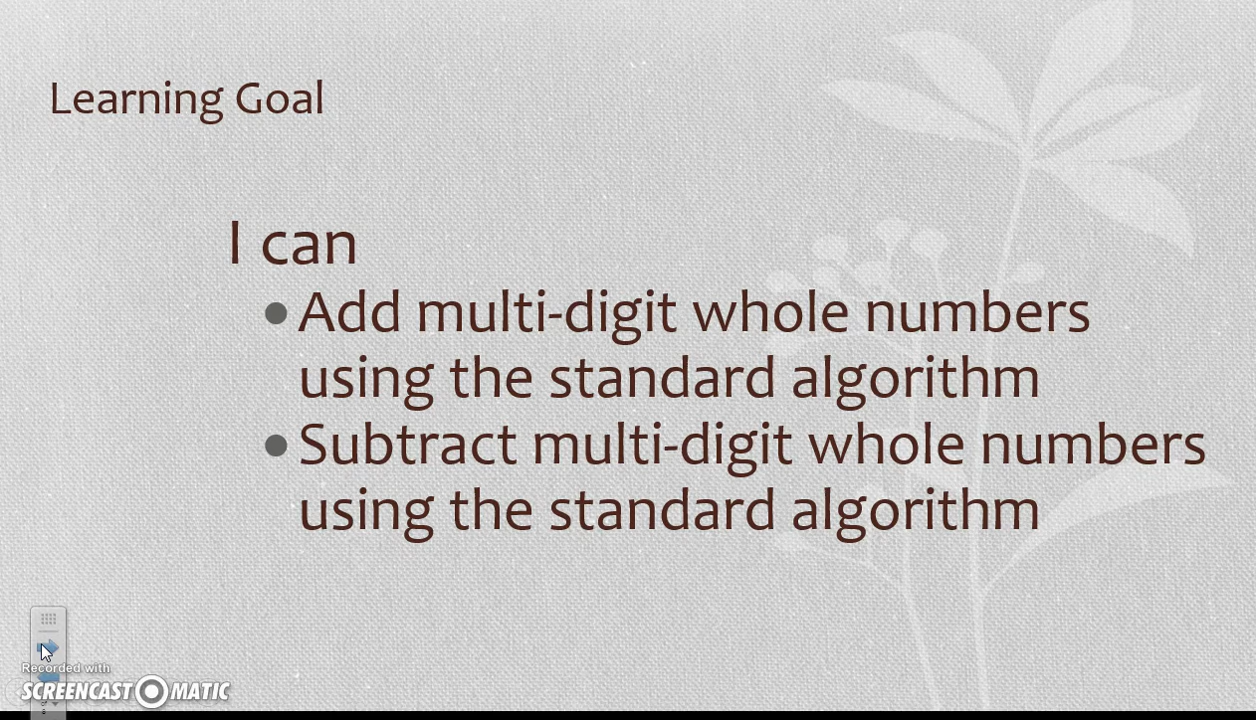 Learning Goal
I can
• Add multi-digit whole numbers
using the standard algorithm
• Subtract multi-digit whole numbers
using the standard algorithm
Recorded with
SCREENCAST-O-MATIC